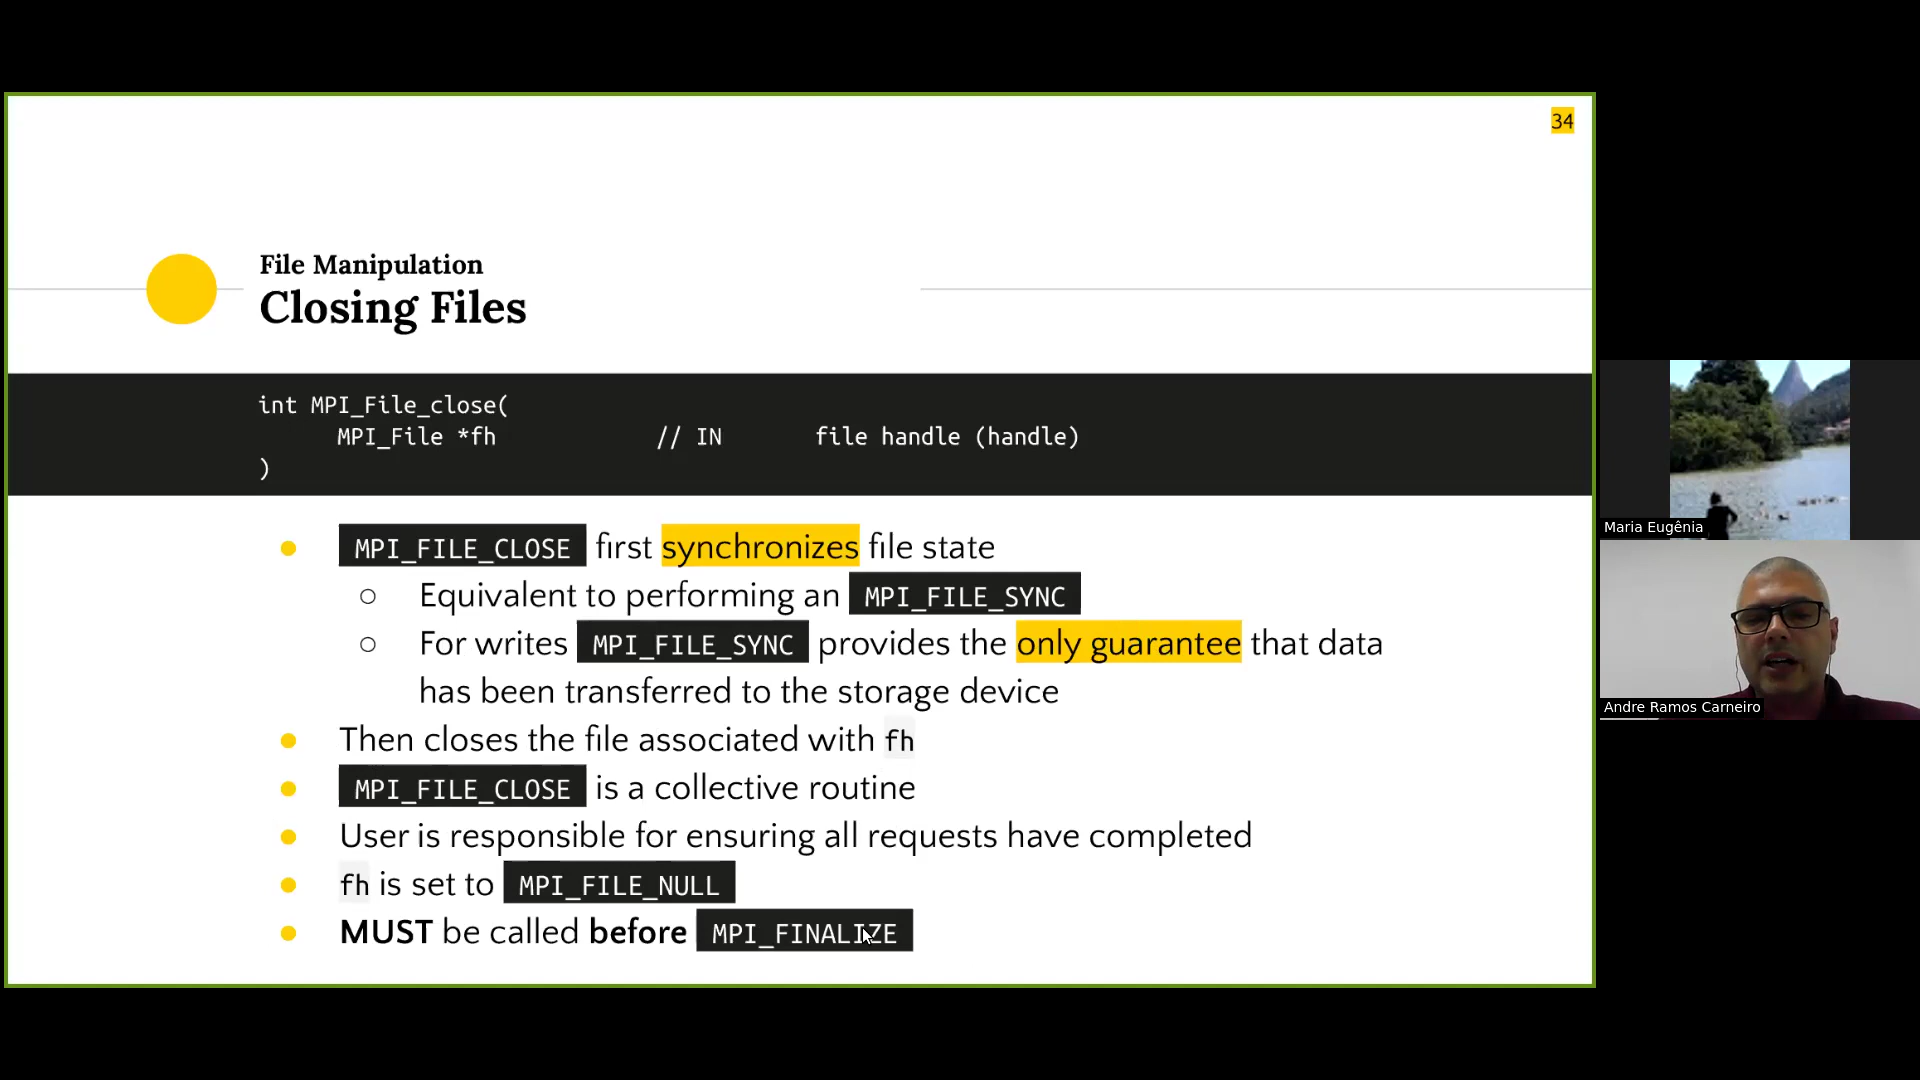 34
File Manipulation
Closing Files
int MPI_File_close(
MPI_File *fh // IN file handle (handle)
)
MPI_FILE_CLOSE first synchronizes file state
Equivalent to performing an MPI_FILE_SYNC
For writes MPI_FILE_SYNC provides the only guarantee that data
has been transferred to the storage device
Then closes the file associated with fh
MPI_FILE_CLOSE is a collective routine
User is responsible for ensuring all requests have completed
fh is set to MPI_FILE_NULL
MUST be called before MPI_FINALIZE
Maria Eugênia
Andre Ramos Carneiro